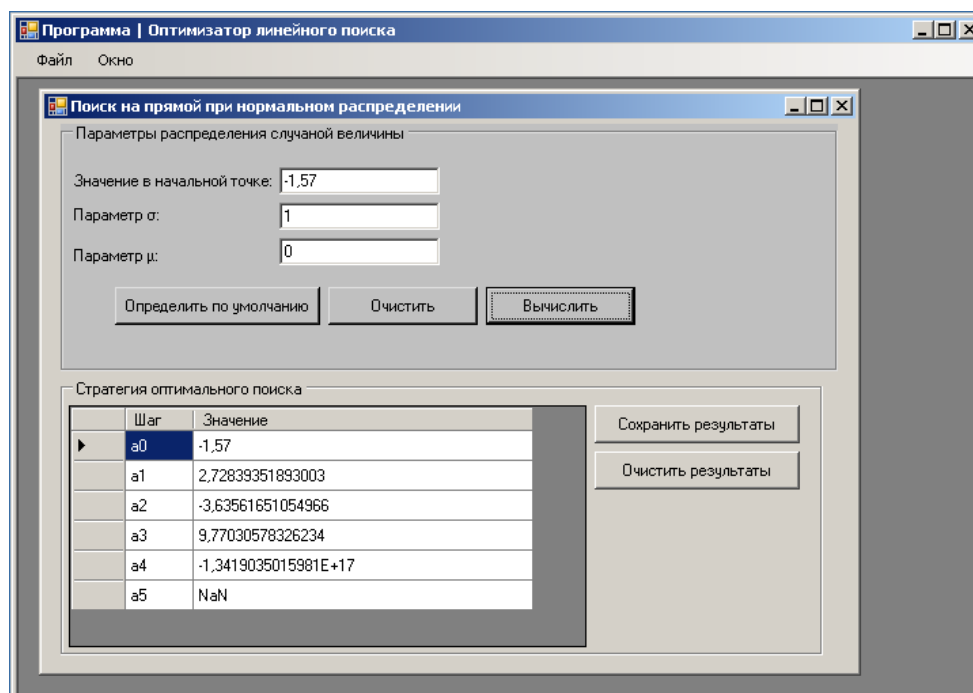 Программа | Оптимизатор линейного поиска
Файл Окно
Поиск на прямой при нормальном распределении
Параметры распределения случаной величины
Значение в начальной точке: -1,57
Параметр σ: 1
Параметр μ: 0
Определить по умолчанию Очистить Вычислить
Стратегия оптимального поиска
Шаг Значение
a0 -1,57
a1 2,72839351893003
a2 -3,63561651054966
a3 9,77030578326234
a4 -1,3419035015981E+17
a5 NaN
Сохранить результаты
Очистить результаты